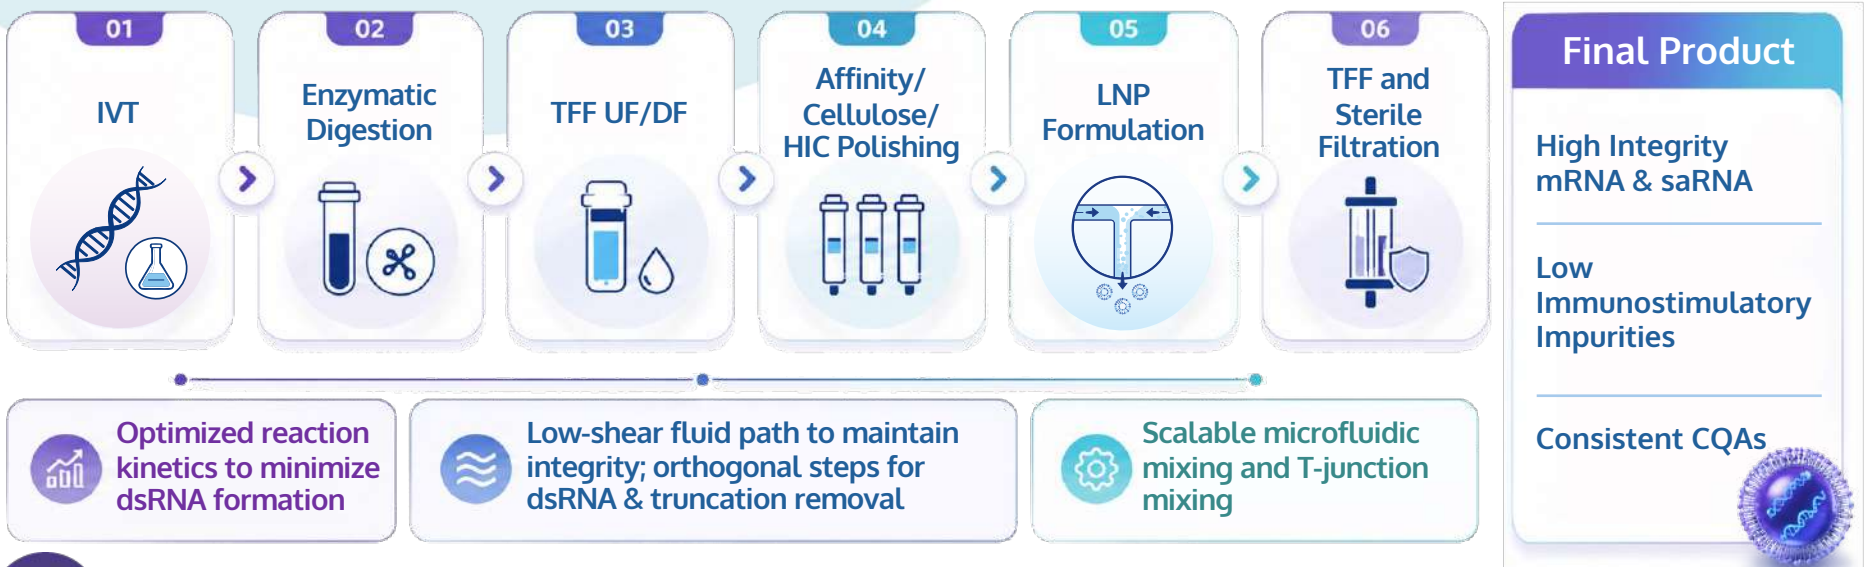 01
IVT
02
Enzymatic
Digestion
03
TFF UF/DF
04
Affinity/
Cellulose/
HIC Polishing
05
LNP
Formulation
06
TFF and
Sterile
Filtration
Optimized reaction
kinetics to minimize
dsRNA formation
Low-shear fluid path to maintain
integrity; orthogonal steps for
dsRNA & truncation removal
Scalable microfluidic
mixing and T-junction
mixing
Final Product
High Integrity
mRNA & saRNA
Low
Immunostimulatory
Impurities
Consistent CQAs